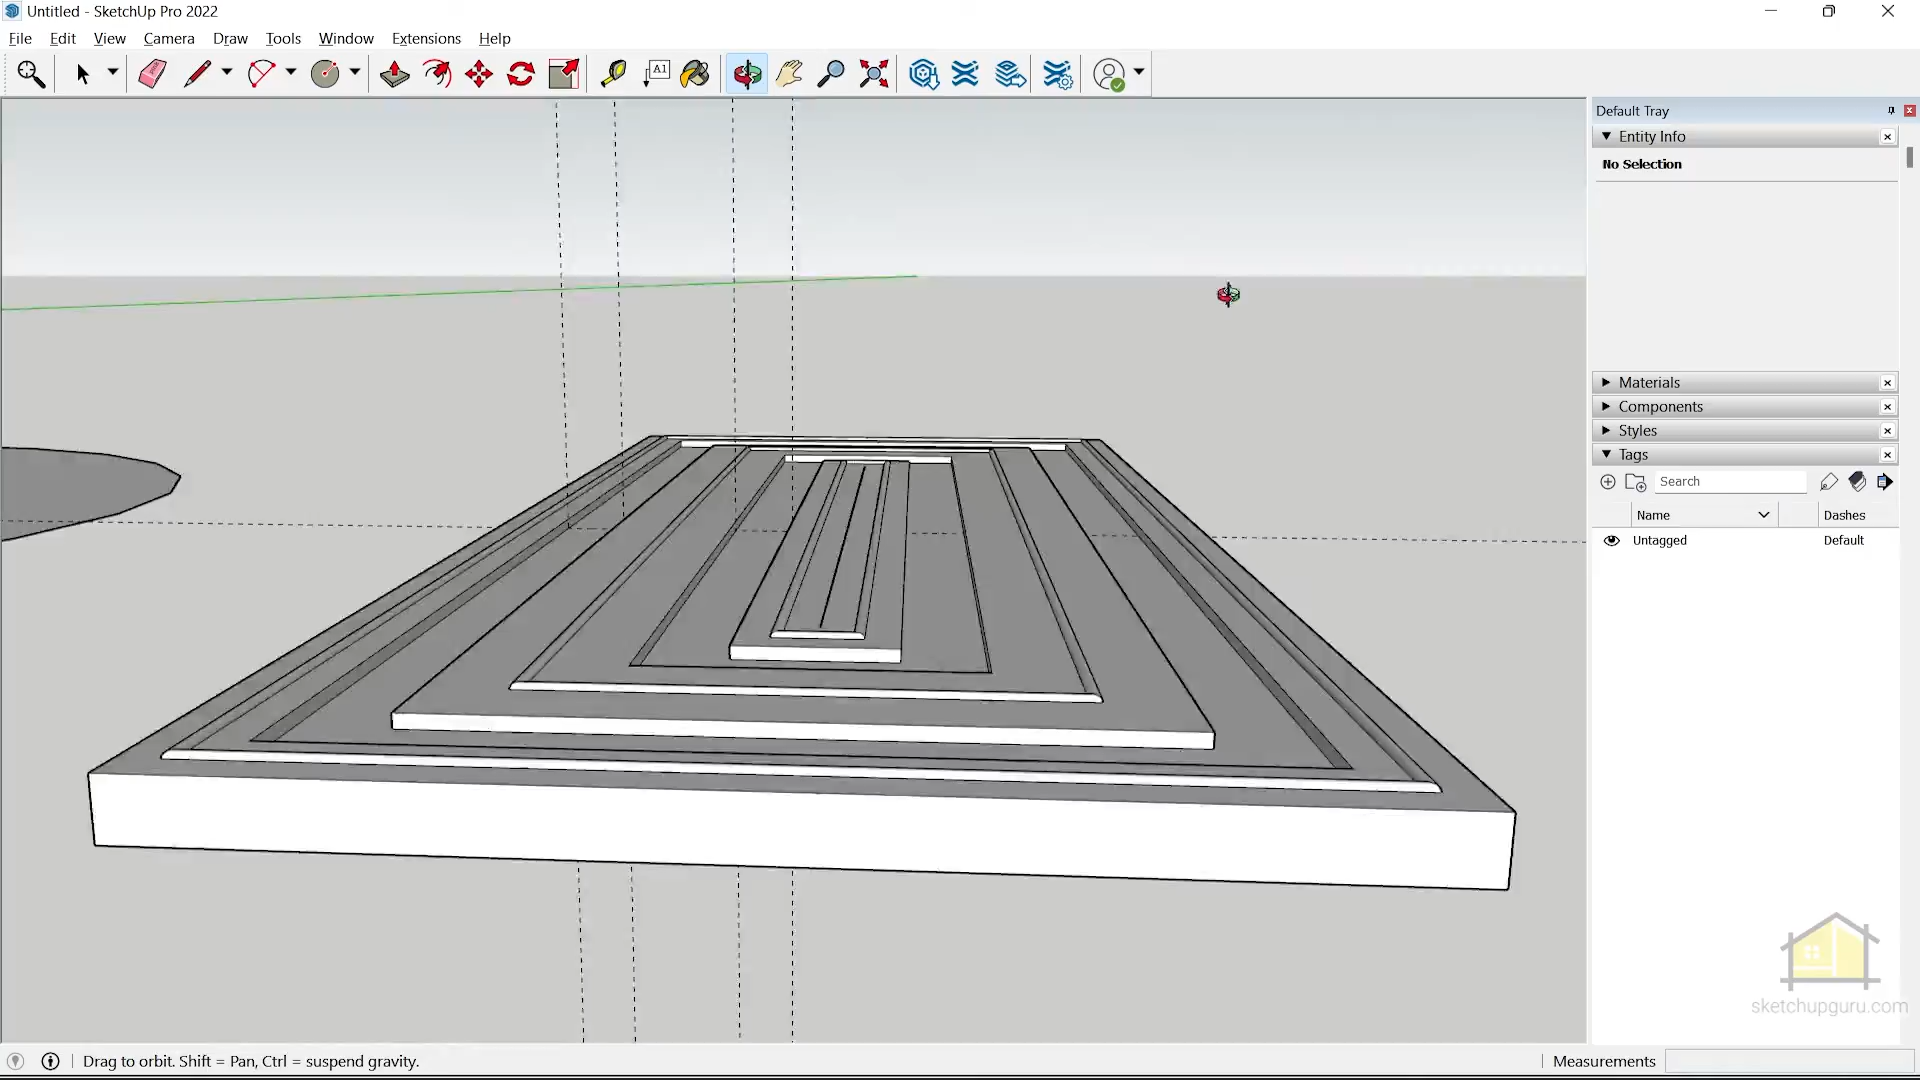 Untitled - SketchUp Pro 2022
File Edit View Camera Draw Tools Window Extensions Help
A1
Default Tray
Entity Info
No Selection
Materials
Components
Styles
Tags
Search
Name Dashes
Untagged Default
sketchupguru.com
Drag to orbit. Shift = Pan, Ctrl = suspend gravity.
Measurements